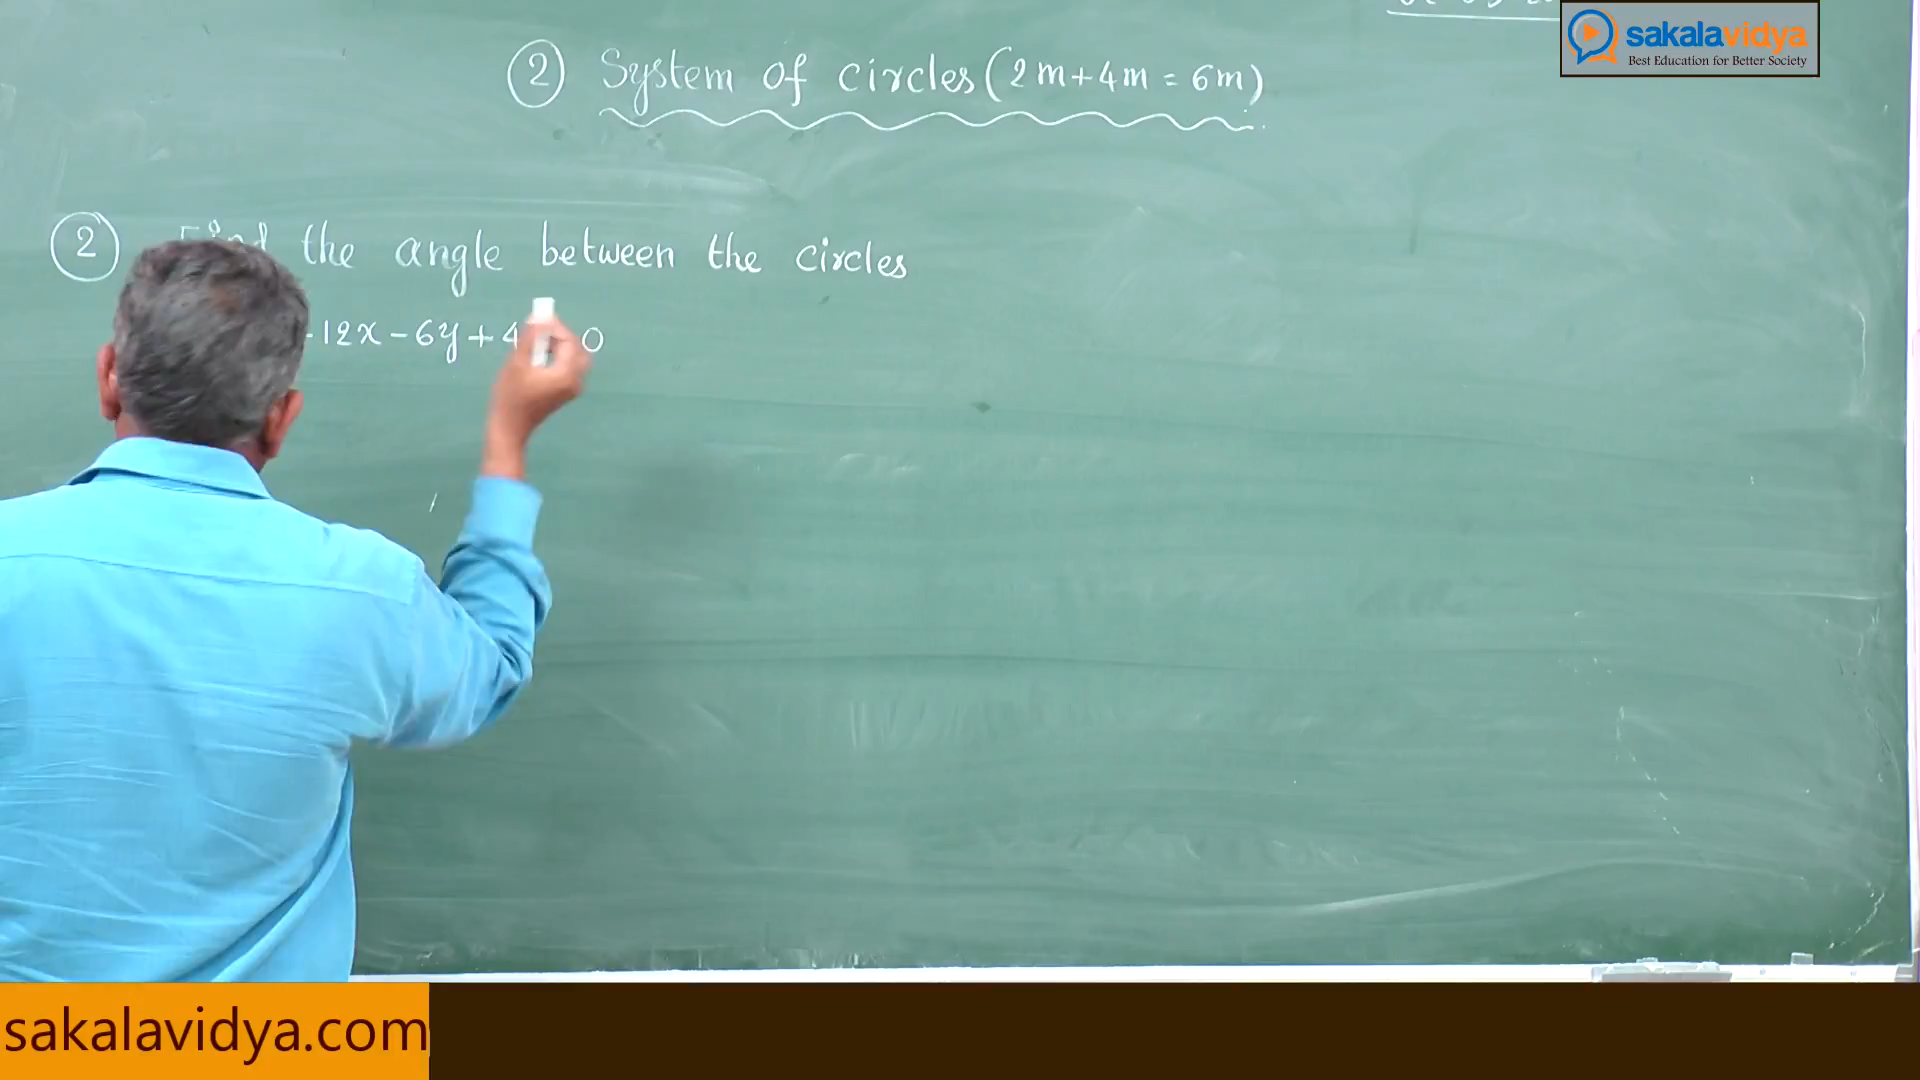 sakalavidya
Best Education for Better Society
② System of circles (2m+4m = 6m)
② Find the angle between the circles
-12x - 6y + 4 0
sakalavidya.com